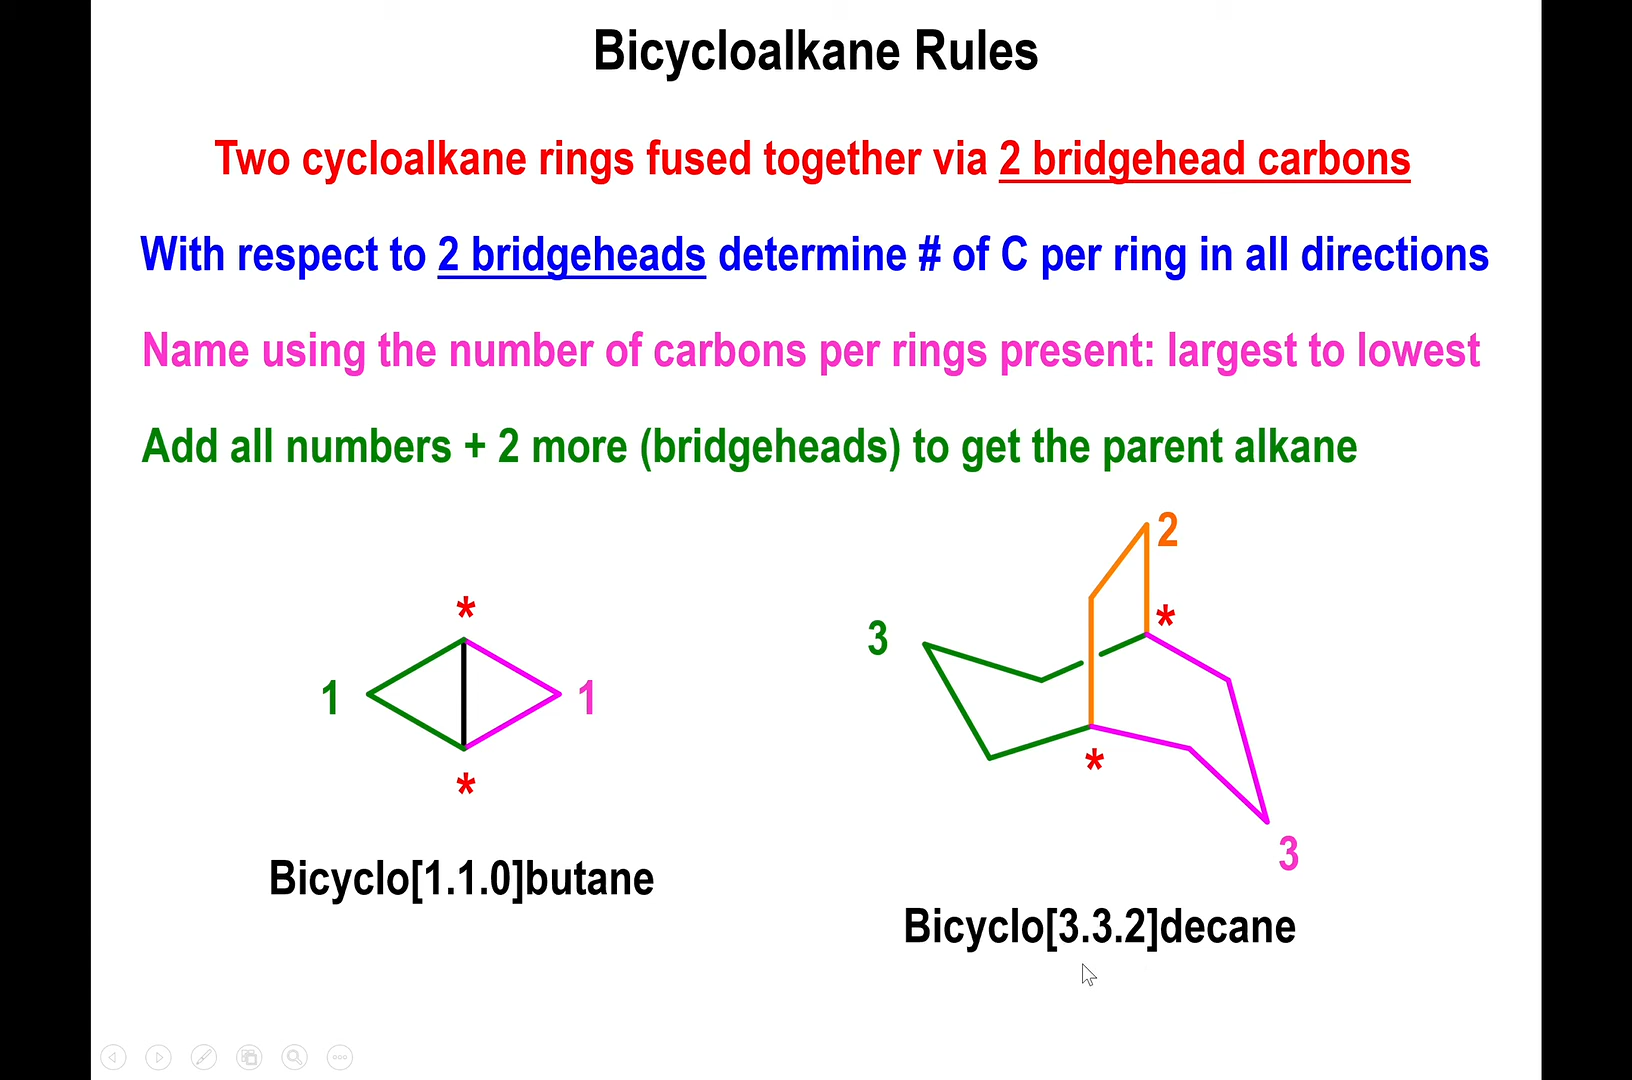 Bicycloalkane Rules
Two cycloalkane rings fused together via 2 bridgehead carbons
With respect to 2 bridgeheads determine # of C per ring in all directions
Name using the number of carbons per rings present: largest to lowest
Add all numbers + 2 more (bridgeheads) to get the parent alkane
*
1
1
*
Bicyclo[1.1.0]butane
2
*
3
*
3
Bicyclo[3.3.2]decane